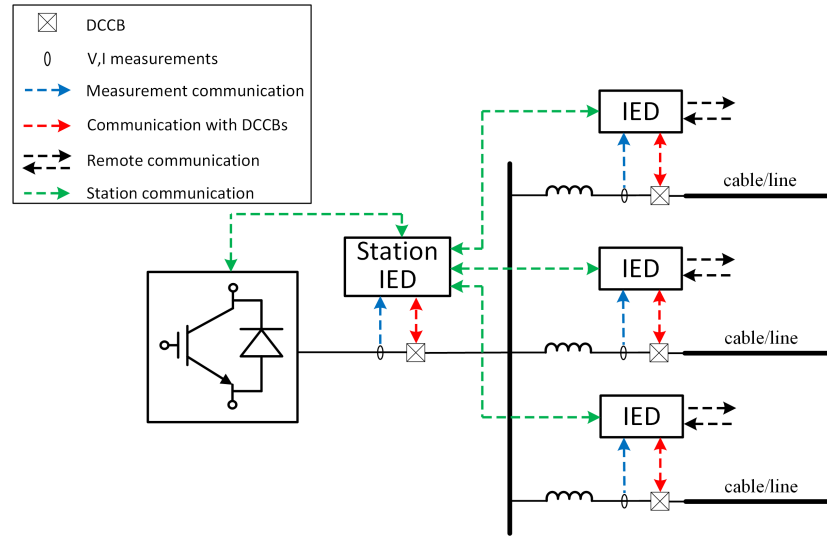 DCCB
V,I measurements
Measurement communication
Communication with DCCBs
Remote communication
Station communication
IED
cable/line
Station
IED
IED
cable/line
IED
cable/line